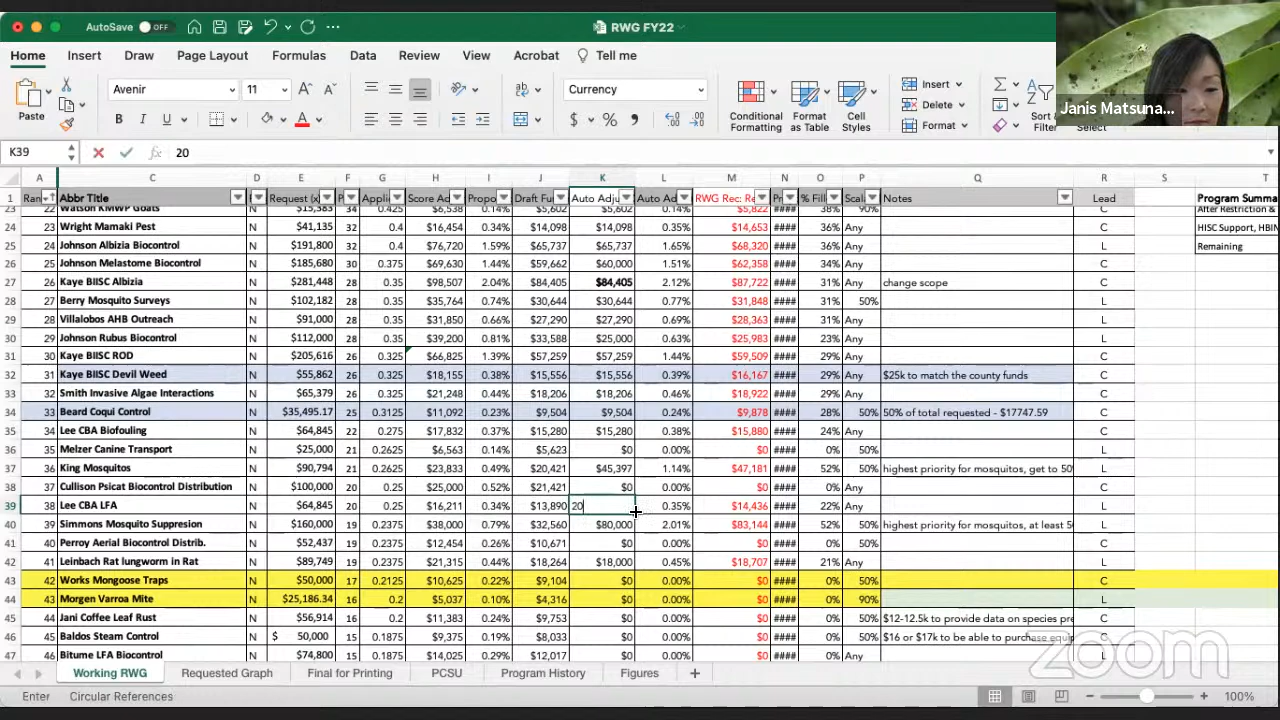 AutoSave OFF RWG FY22
Home Insert Draw Page Layout Formulas Data Review View Acrobat Tell me
Paste Avenir 11 Currency Conditional Formatting Format as Table Cell Styles Insert Delete Format Sort & Filter Select
Janis Matsuna...
K39 20
A C D E F G H I J K L M N O P Q R S T
1 Abbr Title Request Score Ad Propo Draft Fu Auto Adju Auto Ad RWG Rec: Re % Fill Scala Notes Lead Program Summa
23 22 Watson KMWP Goats N $15,383 34 0.425 $6,538 0.14% $5,602 $5,602 0.14% $5,822 #### 38% 90% C After Restriction &
24 23 Wright Mamaki Pest N $41,135 32 0.4 $16,454 0.34% $14,098 $14,098 0.35% $14,653 #### 36% Any C HISC Support, HBIN
25 24 Johnson Albizia Biocontrol N $191,800 32 0.4 $76,720 1.59% $65,737 $65,737 1.65% $68,320 #### 36% Any L Remaining
26 25 Johnson Melastome Biocontrol N $185,680 30 0.375 $69,630 1.44% $59,662 $60,000 1.51% $62,358 #### 34% Any C
27 26 Kaye BIISC Albizia N $281,448 28 0.35 $98,507 2.04% $84,405 $84,405 2.12% $87,722 #### 31% Any change scope C
28 27 Berry Mosquito Surveys N $102,182 28 0.35 $35,764 0.74% $30,644 $30,644 0.77% $31,848 #### 31% 50% L
29 28 Villalobos AHB Outreach N $91,000 28 0.35 $31,850 0.66% $27,290 $27,290 0.69% $28,363 #### 31% Any L
30 29 Johnson Rubus Biocontrol N $112,000 28 0.35 $39,200 0.81% $33,588 $25,000 0.63% $25,983 #### 23% Any C
31 30 Kaye BIISC ROD N $205,616 26 0.325 $66,825 1.39% $57,259 $57,259 1.44% $59,509 #### 29% Any C
32 31 Kaye BIISC Devil Weed N $55,862 26 0.325 $18,155 0.38% $15,556 $15,556 0.39% $16,167 #### 29% Any $25k to match the county funds C
33 32 Smith Invasive Algae Interactions N $65,379 26 0.325 $21,248 0.44% $18,206 $18,206 0.46% $18,922 #### 29% Any L
34 33 Beard Coqui Control N $35,495.17 25 0.3125 $11,092 0.23% $9,504 $9,504 0.24% $9,878 #### 28% 50% 50% of total requested - $17747.59 C
35 34 Lee CBA Biofouling N $64,845 22 0.275 $17,832 0.37% $15,280 $15,280 0.38% $15,880 #### 24% Any C
36 35 Melzer Canine Transport N $25,000 21 0.2625 $6,563 0.14% $5,623 $0 0.00% $0 #### 0% 50% L
37 36 King Mosquitos N $90,794 21 0.2625 $23,833 0.49% $20,421 $45,397 1.14% $47,181 #### 52% 50% highest priority for mosquitos, get to 50 L
38 37 Cullison Psicat Biocontrol Distribution N $100,000 20 0.25 $25,000 0.52% $21,421 $0 0.00% $0 #### 0% Any C
39 38 Lee CBA LFA N $64,845 20 0.25 $16,211 0.34% $13,890 20 0.35% $14,436 #### 22% Any L
40 39 Simmons Mosquito Suppresion N $160,000 19 0.2375 $38,000 0.79% $32,560 $80,000 2.01% $83,144 #### 52% 50% highest priority for mosquitos, at least 5 L
41 40 Perroy Aerial Biocontrol Distrib. N $52,437 19 0.2375 $12,454 0.26% $10,671 $0 0.00% $0 #### 0% 50% C
42 41 Leinbach Rat lungworm in Rat N $89,749 19 0.2375 $21,315 0.44% $18,264 $18,000 0.45% $18,707 #### 21% Any L
43 42 Works Mongoose Traps N $50,000 17 0.2125 $10,625 0.22% $9,104 $0 0.00% $0 #### 0% 50% C
44 43 Morgen Varroa Mite N $25,186.34 16 0.2 $5,037 0.10% $4,316 $0 0.00% $0 #### 0% 90% L
45 44 Jani Coffee Leaf Rust N $56,914 16 0.2 $11,383 0.24% $9,753 $0 0.00% $0 #### 0% 50% $12-12.5k to provide data on species pre C
46 45 Baldos Steam Control N $ 50,000 15 0.1875 $9,375 0.19% $8,033 $0 0.00% $0 #### 0% 50% $16 or $17k to be able to purchase equip
47 46 Bitume LFA Biocontrol N $74,800 15 0.1875 $14,025 0.29% $12,017 $0 0.00% $0 #### 0% Any
zoom
Working RWG Requested Graph Final for Printing PCSU Program History Figures +
Enter Circular References 100%